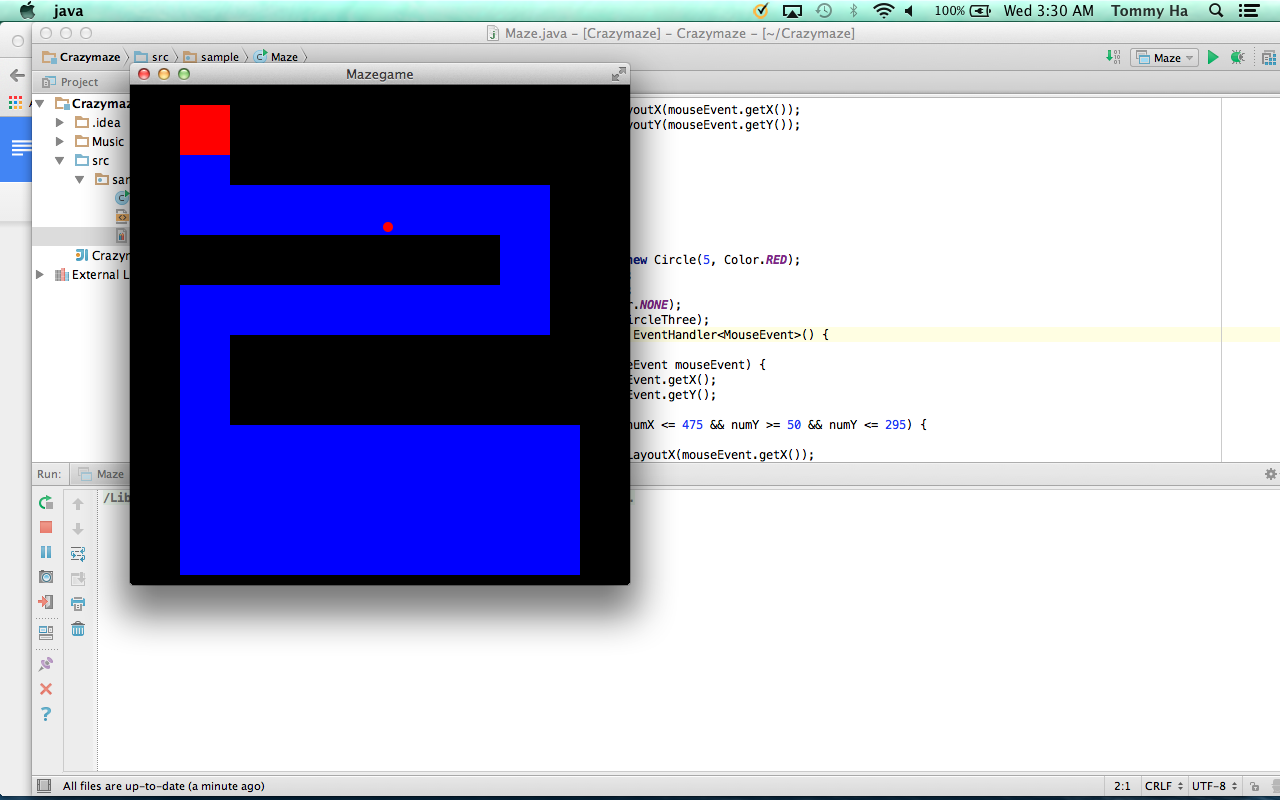 java
100%
Wed 3:30 AM
Tommy Ha
Maze.java – [Crazymaze] – Crazymaze – [~/Crazymaze]
Crazymaze
src
sample
Maze
Maze
Project
Mazegame
Crazymaz
.idea
Music
src
sar
Crazyr
External L
youtX(mouseEvent.getX());
youtY(mouseEvent.getY());
new Circle(5, Color.RED);
r.NONE);
ircleThree);
EventHandler<MouseEvent>() {
eEvent mouseEvent) {
Event.getX();
Event.getY();
numX <= 475 && numY >= 50 && numY <= 295) {
LayoutX(mouseEvent.getX());
Run:
Maze
/Lib
All files are up-to-date (a minute ago)
2:1
CRLF
UTF-8